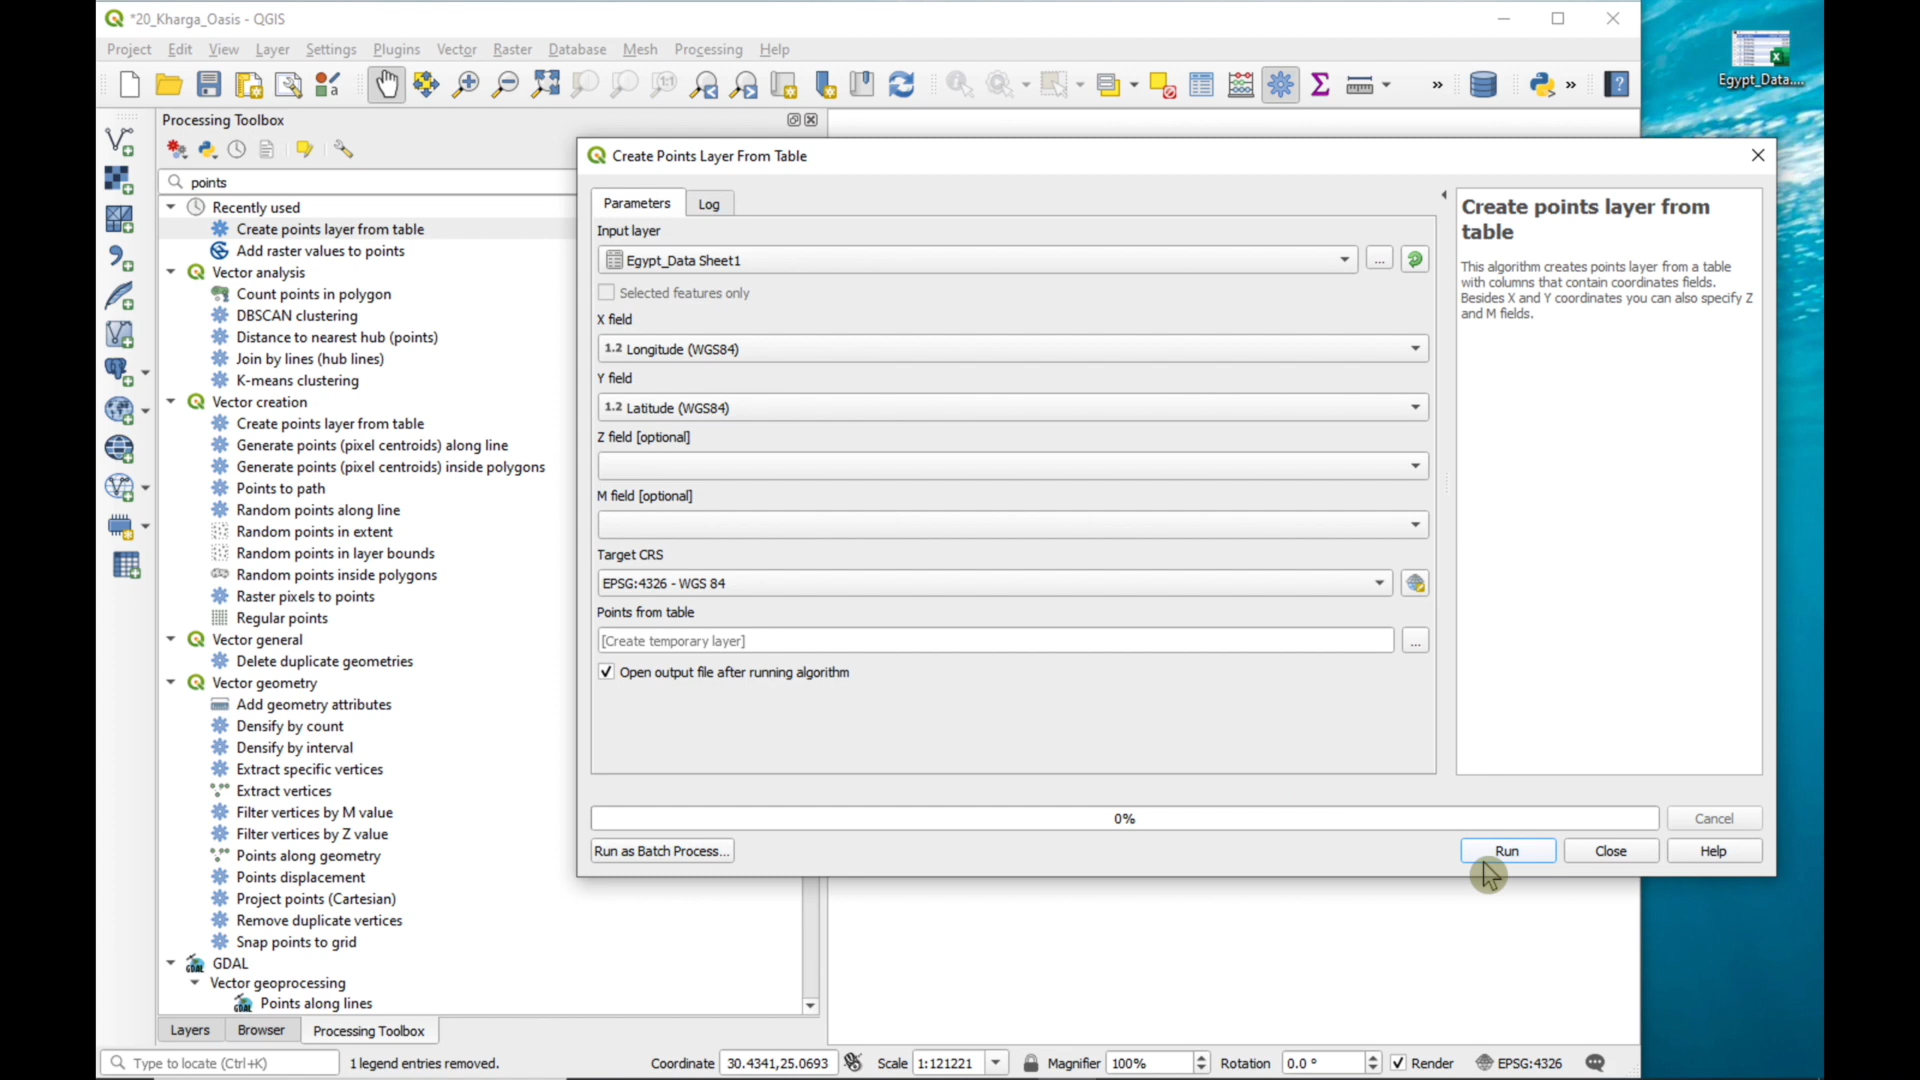 *20_Kharga_Oasis - QGIS
Egypt_Data....
Project Edit View Layer Settings Plugins Vector Raster Database Mesh Processing Help
Processing Toolbox
points
Recently used
Create points layer from table
Add raster values to points
Vector analysis
Count points in polygon
DBSCAN clustering
Distance to nearest hub (points)
Join by lines (hub lines)
K-means clustering
Vector creation
Create points layer from table
Generate points (pixel centroids) along line
Generate points (pixel centroids) inside polygons
Points to path
Random points along line
Random points in extent
Random points in layer bounds
Random points inside polygons
Raster pixels to points
Regular points
Vector general
Delete duplicate geometries
Vector geometry
Add geometry attributes
Densify by count
Densify by interval
Extract specific vertices
Extract vertices
Filter vertices by M value
Filter vertices by Z value
Points along geometry
Points displacement
Project points (Cartesian)
Remove duplicate vertices
Snap points to grid
GDAL
Vector geoprocessing
Points along lines
Layers Browser Processing Toolbox
Create Points Layer From Table
Parameters Log
Input layer
Egypt_Data Sheet1
...
Selected features only
X field
1.2 Longitude (WGS84)
Y field
1.2 Latitude (WGS84)
Z field [optional]
M field [optional]
Target CRS
EPSG:4326 - WGS 84
Points from table
[Create temporary layer]
...
Open output file after running algorithm
Create points layer from
table
This algorithm creates points layer from a table
with columns that contain coordinates fields.
Besides X and Y coordinates you can also specify Z
and M fields.
0%
Cancel
Run as Batch Process...
Run
Close
Help
Type to locate (Ctrl+K) 1 legend entries removed. Coordinate 30.4341,25.0693 Scale 1:121221 Magnifier 100% Rotation 0.0 ° Render EPSG:4326